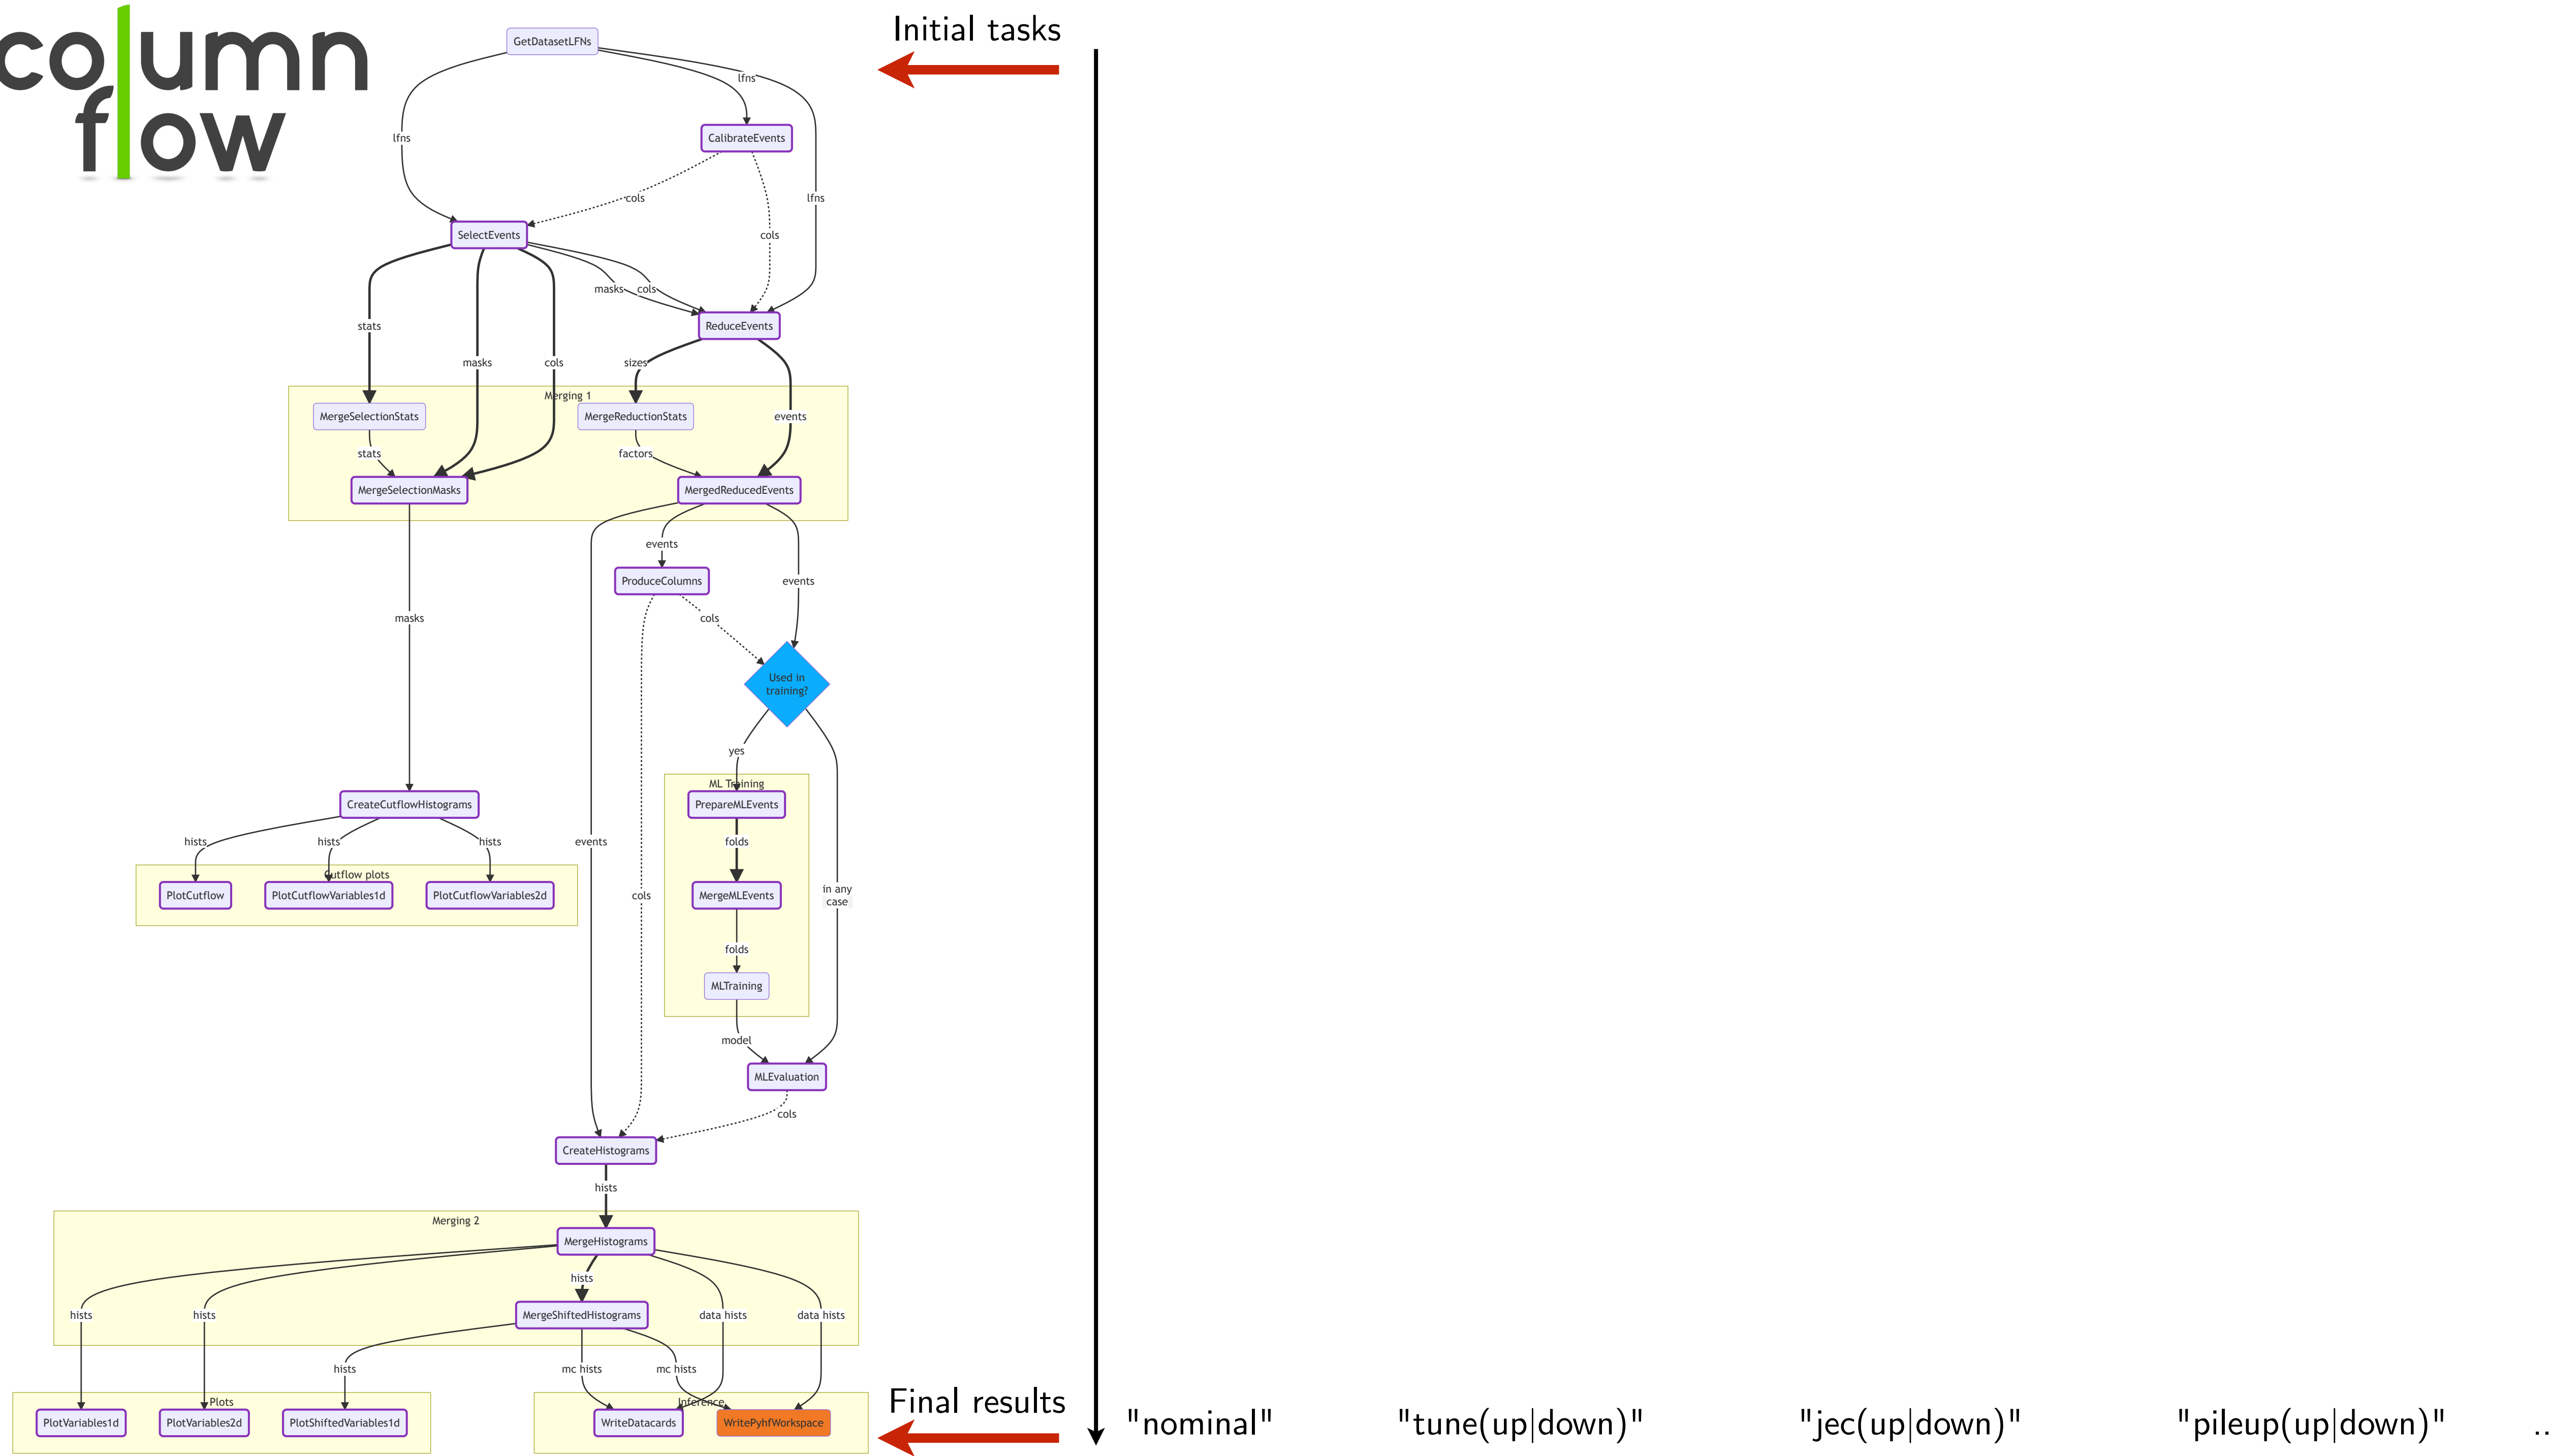 column
flow
Initial tasks
GetDatasetLFNs
lfns
CalibrateEvents
lfns
cols
lfns
SelectEvents
cols
masks
cols
ReduceEvents
stats
masks
cols
sizes
Merging 1
MergeSelectionStats
MergeReductionStats
events
stats
factors
MergeSelectionMasks
MergedReducedEvents
events
ProduceColumns
events
masks
cols
Used in
training?
yes
ML Training
CreateCutflowHistograms
PrepareMLEvents
hists
hists
hists
events
folds
Cutflow plots
PlotCutflow
PlotCutflowVariables1d
PlotCutflowVariables2d
cols
MergeMLEvents
in any
case
folds
MLTraining
model
MLEvaluation
cols
CreateHistograms
hists
Merging 2
MergeHistograms
hists
hists
hists
MergeShiftedHistograms
data hists
data hists
hists
mc hists
mc hists
Plots
Inference
PlotVariables1d
PlotVariables2d
PlotShiftedVariables1d
WriteDatacards
WritePyhfWorkspace
Final results
"nominal"
"tune(up|down)"
"jec(up|down)"
"pileup(up|down)"
..